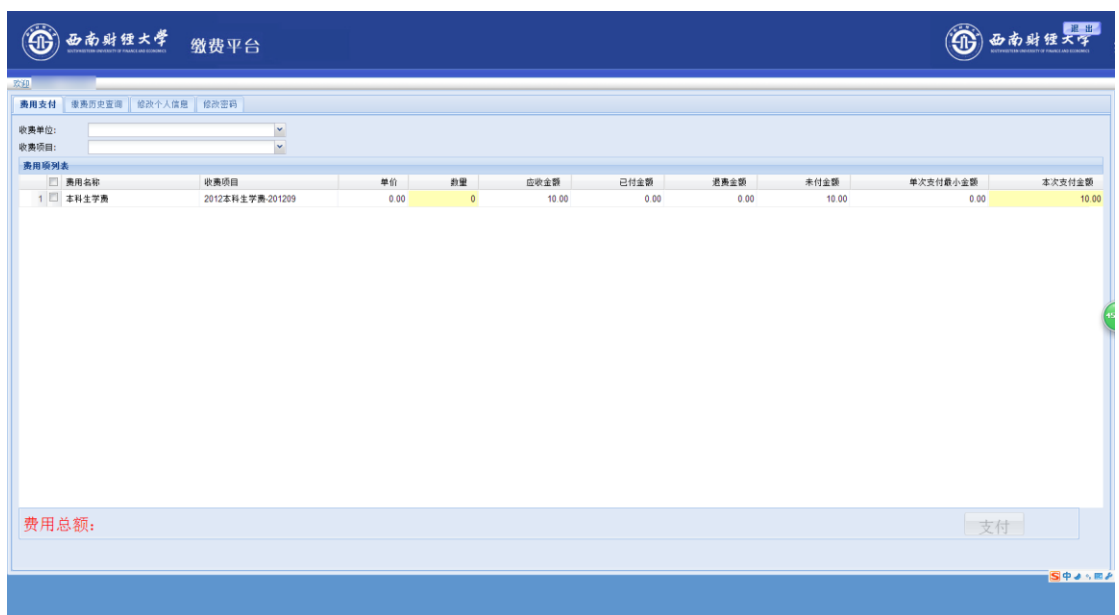 西南财经大学 缴费平台 西南财经大学 退 出
欢迎
费用支付 缴费历史查询 修改个人信息 修改密码
收费单位:
收费项目:
费用项列表
费用名称 收费项目 单价 数量 应收金额 已付金额 退费金额 未付金额 单次支付最小金额 本次支付金额
1 本科生学费 2012本科生学费-201209 0.00 0 10.00 0.00 0.00 10.00 0.00 10.00
费用总额: 支付
S 中